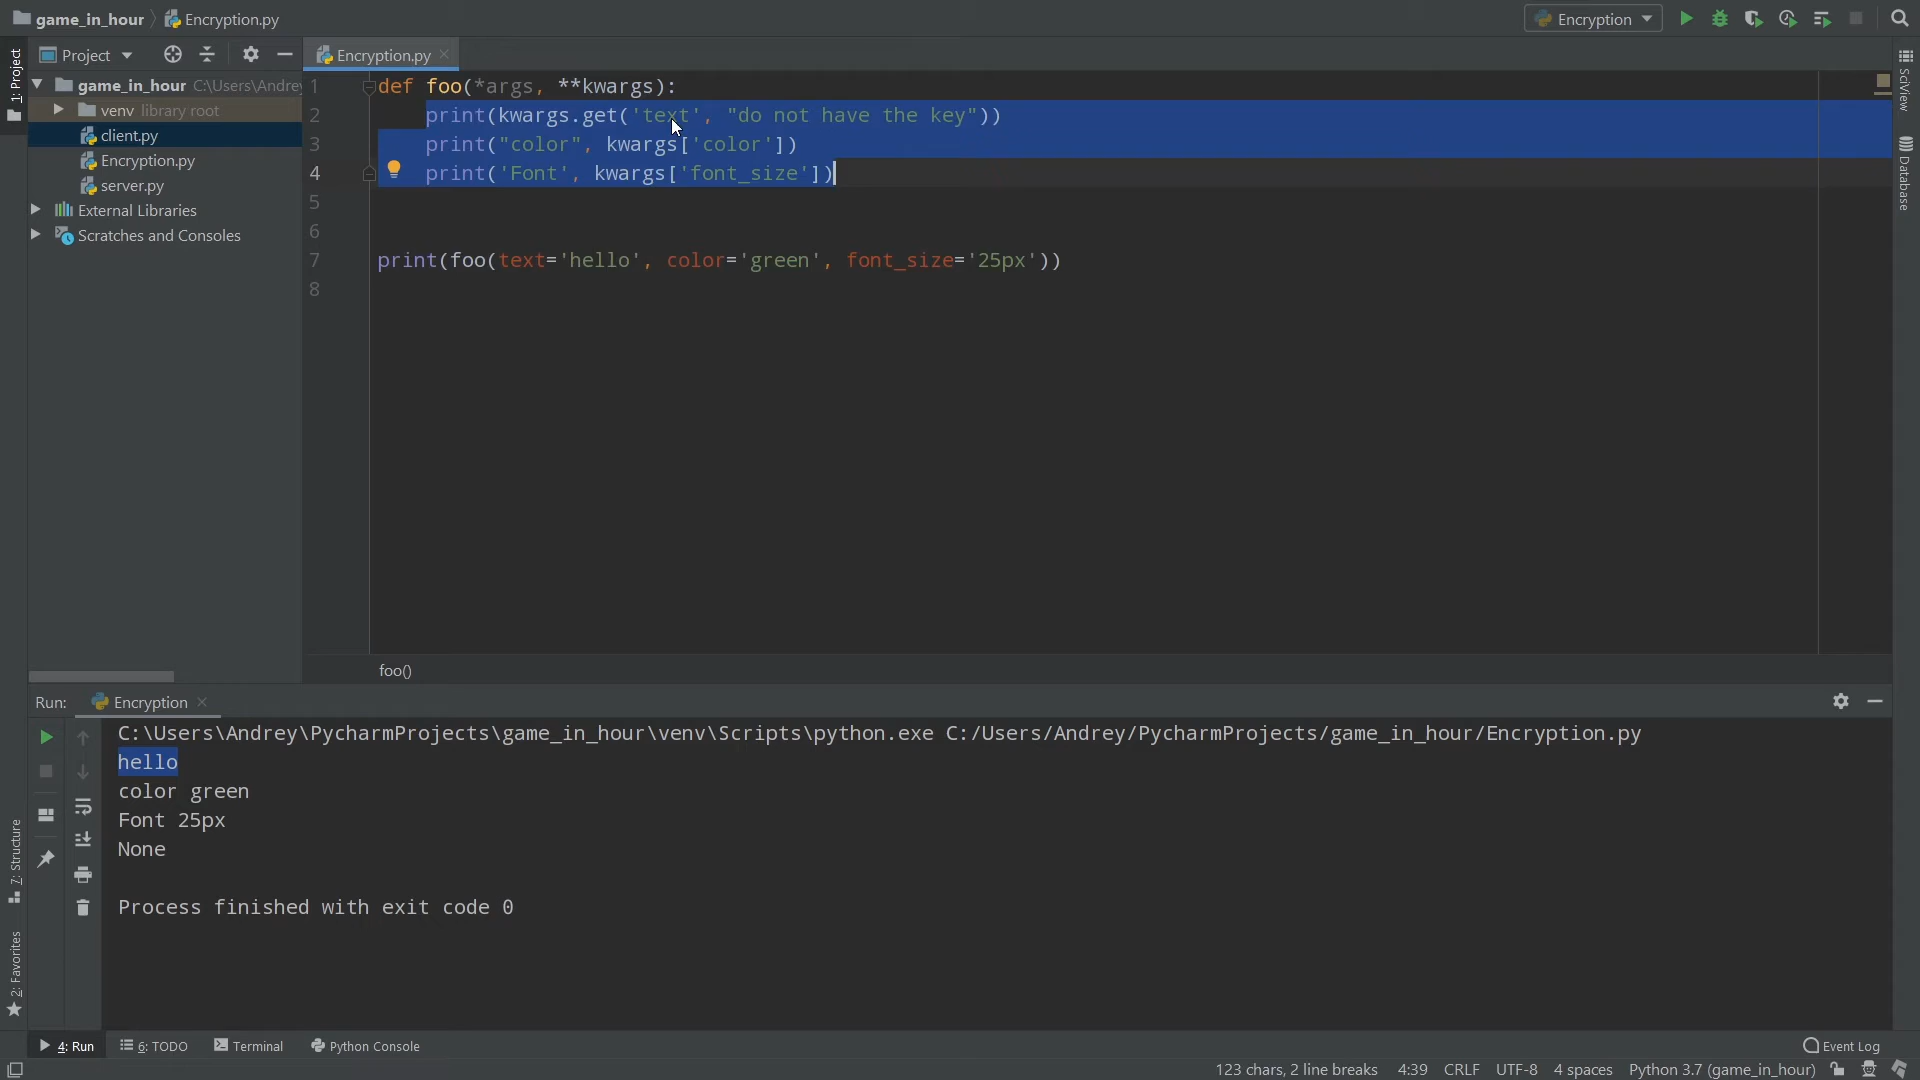 game_in_hour Encryption.py
Encryption
1: Project
Project
Encryption.py
game_in_hour C:\Users\Andrey
venv library root
client.py
Encryption.py
server.py
External Libraries
Scratches and Consoles
1 def foo(*args, **kwargs):
2 print(kwargs.get('text', "do not have the key"))
3 print("color", kwargs['color'])
4 print('Font', kwargs['font_size'])
5
6
7 print(foo(text='hello', color='green', font_size='25px'))
8
foo()
SciView
Database
Run: Encryption
C:\Users\Andrey\PycharmProjects\game_in_hour\venv\Scripts\python.exe C:/Users/Andrey/PycharmProjects/game_in_hour/Encryption.py
hello
color green
Font 25px
None
Process finished with exit code 0
7: Structure
2: Favorites
4: Run 6: TODO Terminal Python Console Event Log
123 chars, 2 line breaks 4:39 CRLF UTF-8 4 spaces Python 3.7 (game_in_hour)